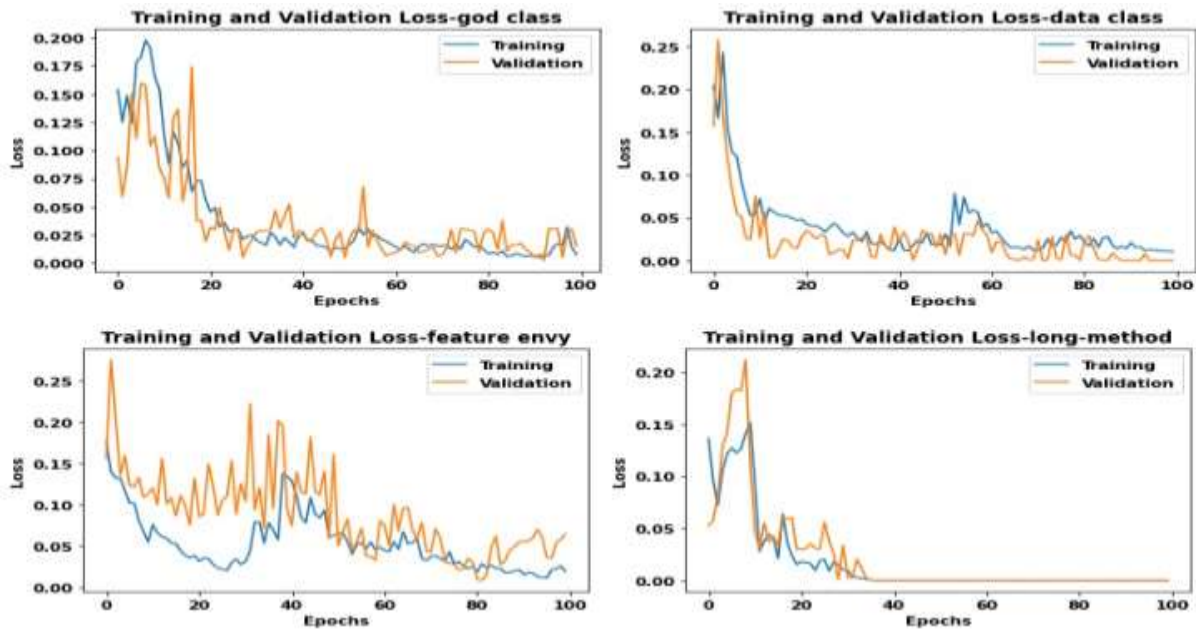 Training and Validation Loss-god class
0.200
0.175
0.150
0.125
0.100
0.075
0.050
0.025
0.000
Loss
Training
Validation
0 20 40 60 80 100
Epochs
Training and Validation Loss-data class
0.25
0.20
0.15
0.10
0.05
0.00
Loss
Training
Validation
0 20 40 60 80 100
Epochs
Training and Validation Loss-feature envy
0.25
0.20
0.15
0.10
0.05
0.00
Loss
Training
Validation
0 20 40 60 80 100
Epochs
Training and Validation Loss-long-method
0.20
0.15
0.10
0.05
0.00
Loss
Training
Validation
0 20 40 60 80 100
Epochs